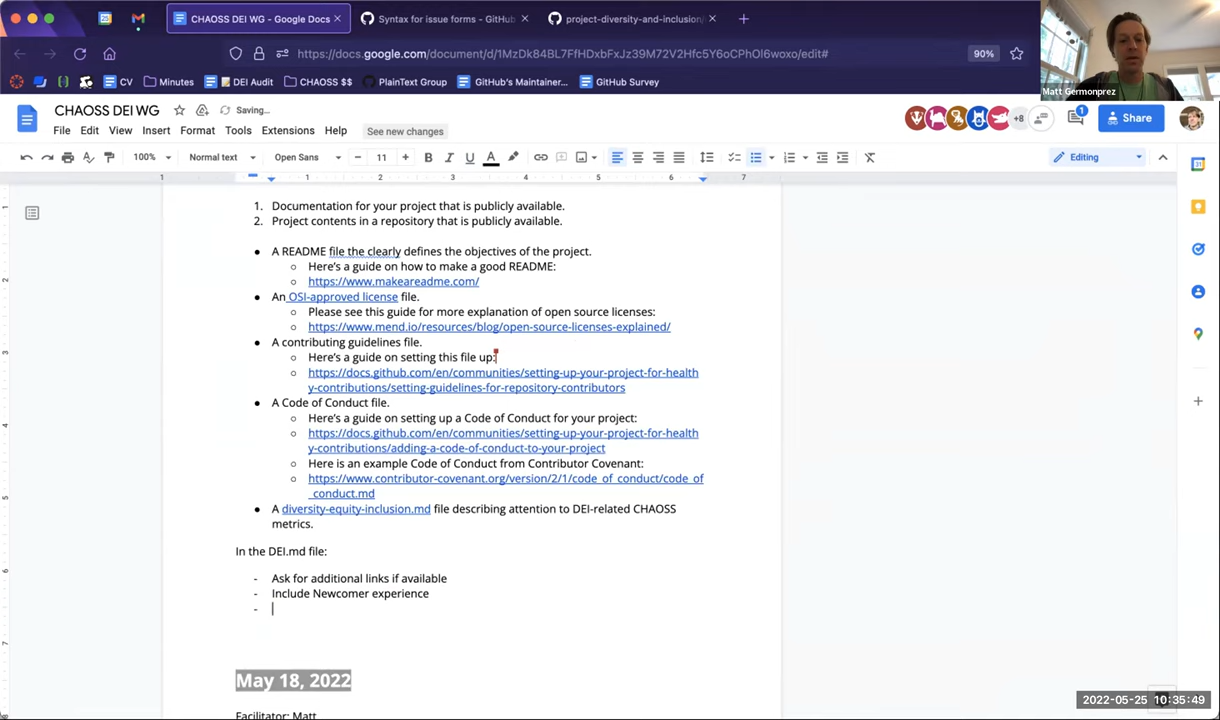 CHAOSS DEI WG - Google Docs
Syntax for issue forms - GitHub
project-diversity-and-inclusion/
https://docs.google.com/document/d/1MzDk84BL7FfHDxbFxJz39M72V2Hfc5Y6oCPhOl6woxo/edit#
90%
CV
Minutes
DEI Audit
CHAOSS $$
PlainText Group
GitHub's Maintainer...
GitHub Survey
Matt Germonprez
CHAOSS DEI WG
Saving...
+8
1
Share
File Edit View Insert Format Tools Extensions Help
See new changes
100%
Normal text
Open Sans
11
Editing
1 1 2 3 4 5 6 7
1. Documentation for your project that is publicly available.
2. Project contents in a repository that is publicly available.
● A README file the clearly defines the objectives of the project.
○ Here's a guide on how to make a good README:
○ https://www.makeareadme.com/
● An OSI-approved license file.
○ Please see this guide for more explanation of open source licenses:
○ https://www.mend.io/resources/blog/open-source-licenses-explained/
● A contributing guidelines file.
○ Here's a guide on setting this file up:
○ https://docs.github.com/en/communities/setting-up-your-project-for-health
y-contributions/setting-guidelines-for-repository-contributors
● A Code of Conduct file.
○ Here's a guide on setting up a Code of Conduct for your project:
○ https://docs.github.com/en/communities/setting-up-your-project-for-health
y-contributions/adding-a-code-of-conduct-to-your-project
○ Here is an example Code of Conduct from Contributor Covenant:
○ https://www.contributor-covenant.org/version/2/1/code_of_conduct/code_of
_conduct.md
● A diversity-equity-inclusion.md file describing attention to DEI-related CHAOSS
metrics.
In the DEI.md file:
- Ask for additional links if available
- Include Newcomer experience
-
May 18, 2022
Facilitator: Matt
2022-05-25 10:35:49